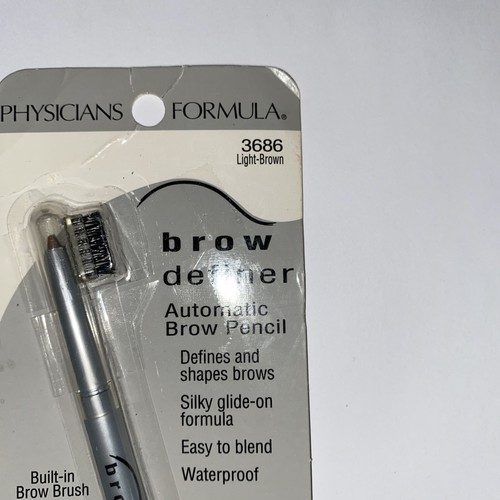 PHYSICIANS FORMULA®
3686
Light-Brown
brow
definer
Automatic
Brow Pencil
Defines and
shapes brows
Silky glide-on
formula
Easy to blend
Waterproof
Built-in
Brow Brush
bro